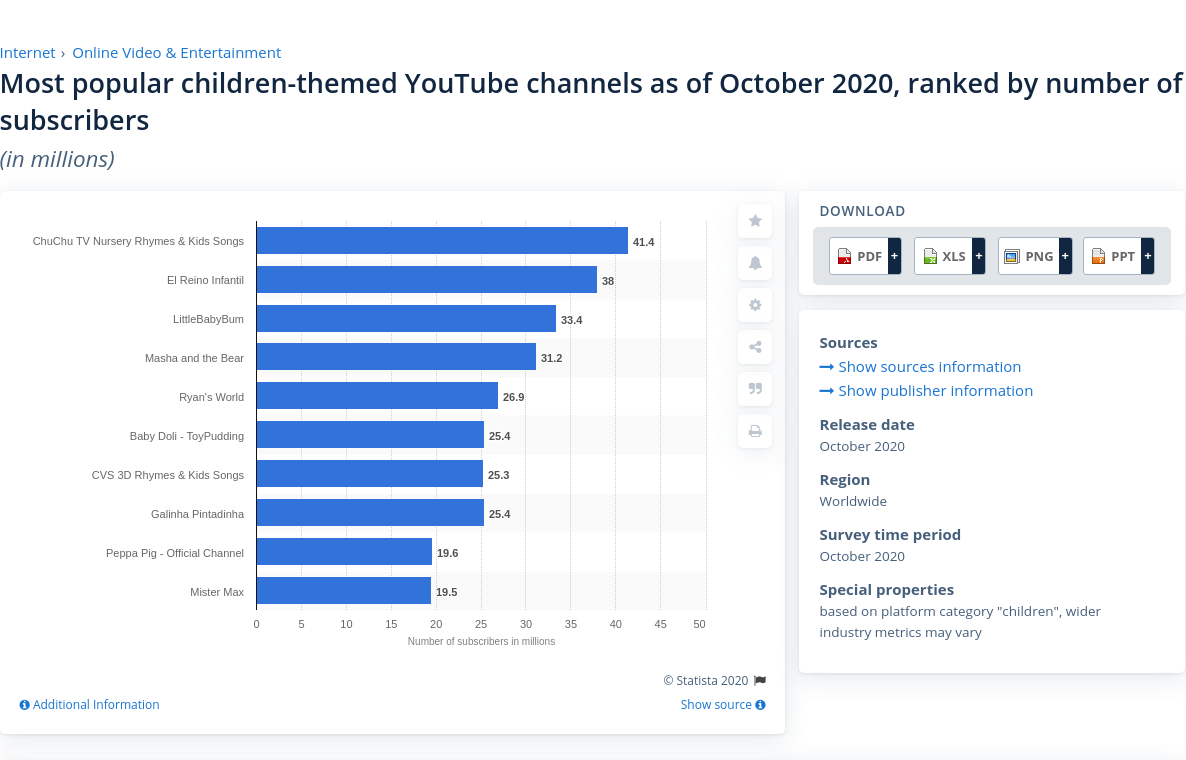 Internet › Online Video & Entertainment
Most popular children-themed YouTube channels as of October 2020, ranked by number of
subscribers
(in millions)
ChuChu TV Nursery Rhymes & Kids Songs 41.4
El Reino Infantil 38
LittleBabyBum 33.4
Masha and the Bear 31.2
Ryan's World 26.9
Baby Doli - ToyPudding 25.4
CVS 3D Rhymes & Kids Songs 25.3
Galinha Pintadinha 25.4
Peppa Pig - Official Channel 19.6
Mister Max 19.5
0 5 10 15 20 25 30 35 40 45 50
Number of subscribers in millions
© Statista 2020
Additional Information
Show source
DOWNLOAD
PDF + XLS + PNG + PPT +
Sources
Show sources information
Show publisher information
Release date
October 2020
Region
Worldwide
Survey time period
October 2020
Special properties
based on platform category "children", wider
industry metrics may vary